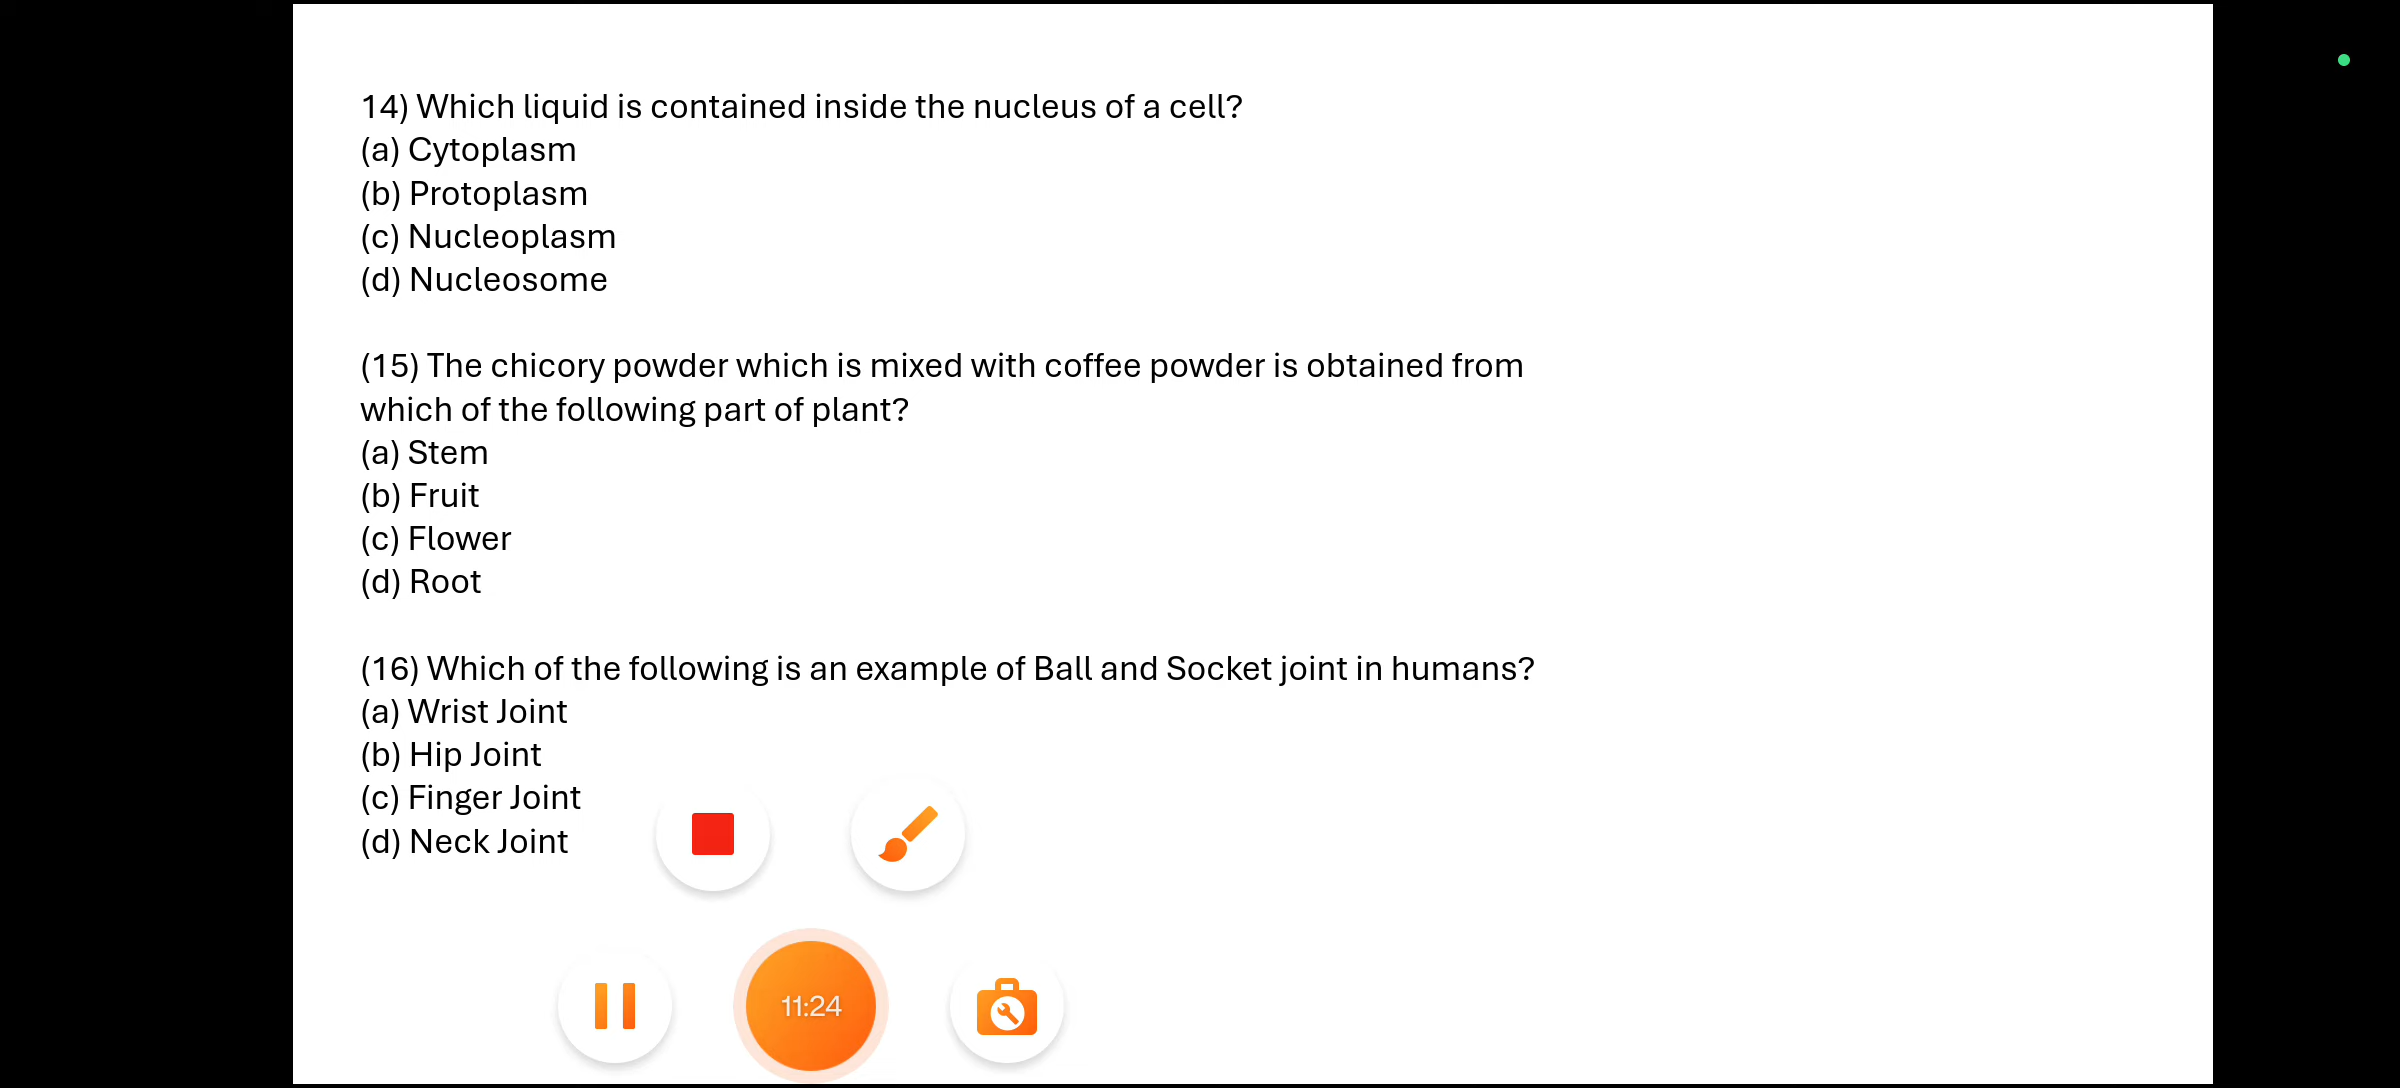 14) Which liquid is contained inside the nucleus of a cell?
(a) Cytoplasm
(b) Protoplasm
(c) Nucleoplasm
(d) Nucleosome
(15) The chicory powder which is mixed with coffee powder is obtained from
which of the following part of plant?
(a) Stem
(b) Fruit
(c) Flower
(d) Root
(16) Which of the following is an example of Ball and Socket joint in humans?
(a) Wrist Joint
(b) Hip Joint
(c) Finger Joint
(d) Neck Joint
11:24